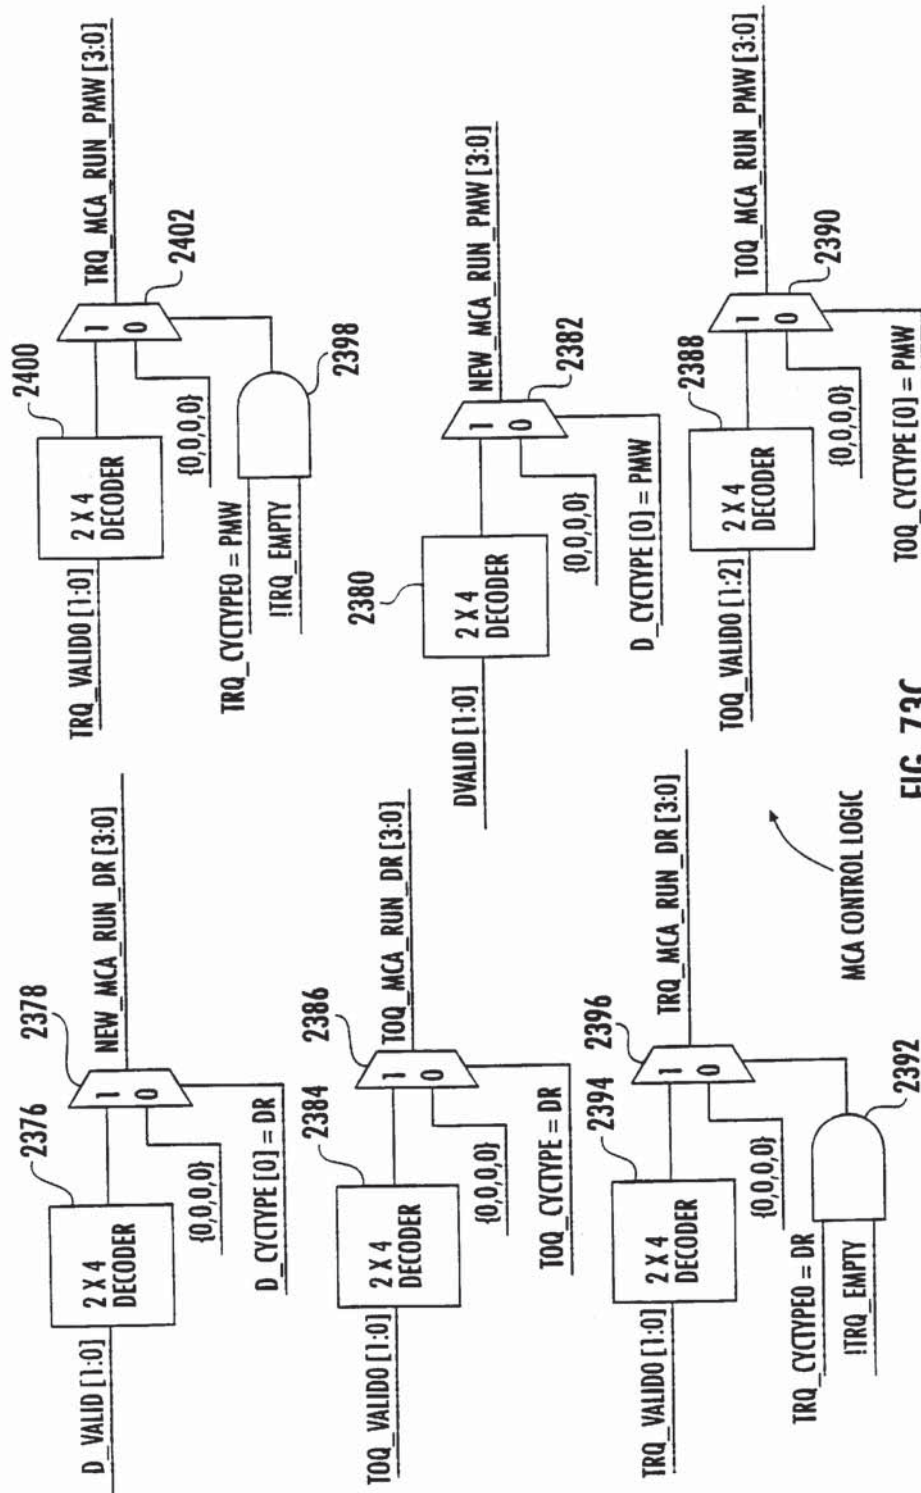 D_VALID [1:0]
2 X 4
DECODER
2376
{0,0,0,0}
D_CYCTYPE [0] = DR
1
0
2378
NEW_MCA_RUN_DR [3:0]
TOQ_VALID0 [1:0]
2 X 4
DECODER
2384
{0,0,0,0}
TOQ_CYCTYPE = DR
1
0
2386
TOQ_MCA_RUN_DR [3:0]
TRQ_VALID0 [1:0]
2 X 4
DECODER
2394
{0,0,0,0}
TRQ_CYCTYPE0 = DR
!TRQ_EMPTY
2392
1
0
2396
TRQ_MCA_RUN_DR [3:0]
TRQ_VALID0 [1:0]
2 X 4
DECODER
2400
{0,0,0,0}
TRQ_CYCTYPE0 = PMW
!TRQ_EMPTY
2398
1
0
2402
TRQ_MCA_RUN_PMW [3:0]
DVALID [1:0]
2 X 4
DECODER
2380
{0,0,0,0}
D_CYCTYPE [0] = PMW
1
0
2382
NEW_MCA_RUN_PMW [3:0]
TOQ_VALID0 [1:2]
2 X 4
DECODER
2388
{0,0,0,0}
TOQ_CYCTYPE [0] = PMW
1
0
2390
TOQ_MCA_RUN_PMW [3:0]
MCA CONTROL LOGIC
FIG. 73C